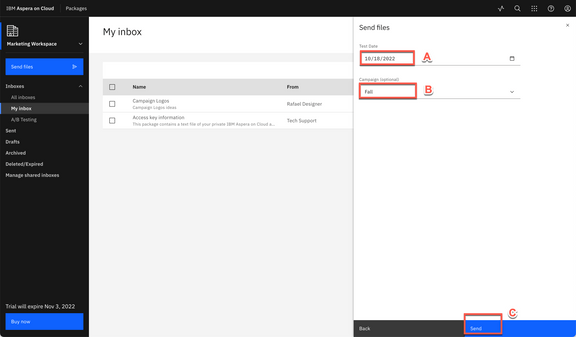 IBM Aspera on Cloud Packages
Marketing Workspace
Send files
Inboxes
All inboxes
My inbox
A/B Testing
Sent
Drafts
Archived
Deleted/Expired
Manage shared inboxes
Trial will expire Nov 3, 2022
Buy now
My inbox
Name From
Campaign Logos
Campaign Logos ideas
Rafael Designer
Access key information
This package contains a text file of your private IBM Aspera on Cloud a...
Tech Support
Send files
Test Date
10/10/2022
A
Campaign (optional)
Fall
B
C
Back
Send